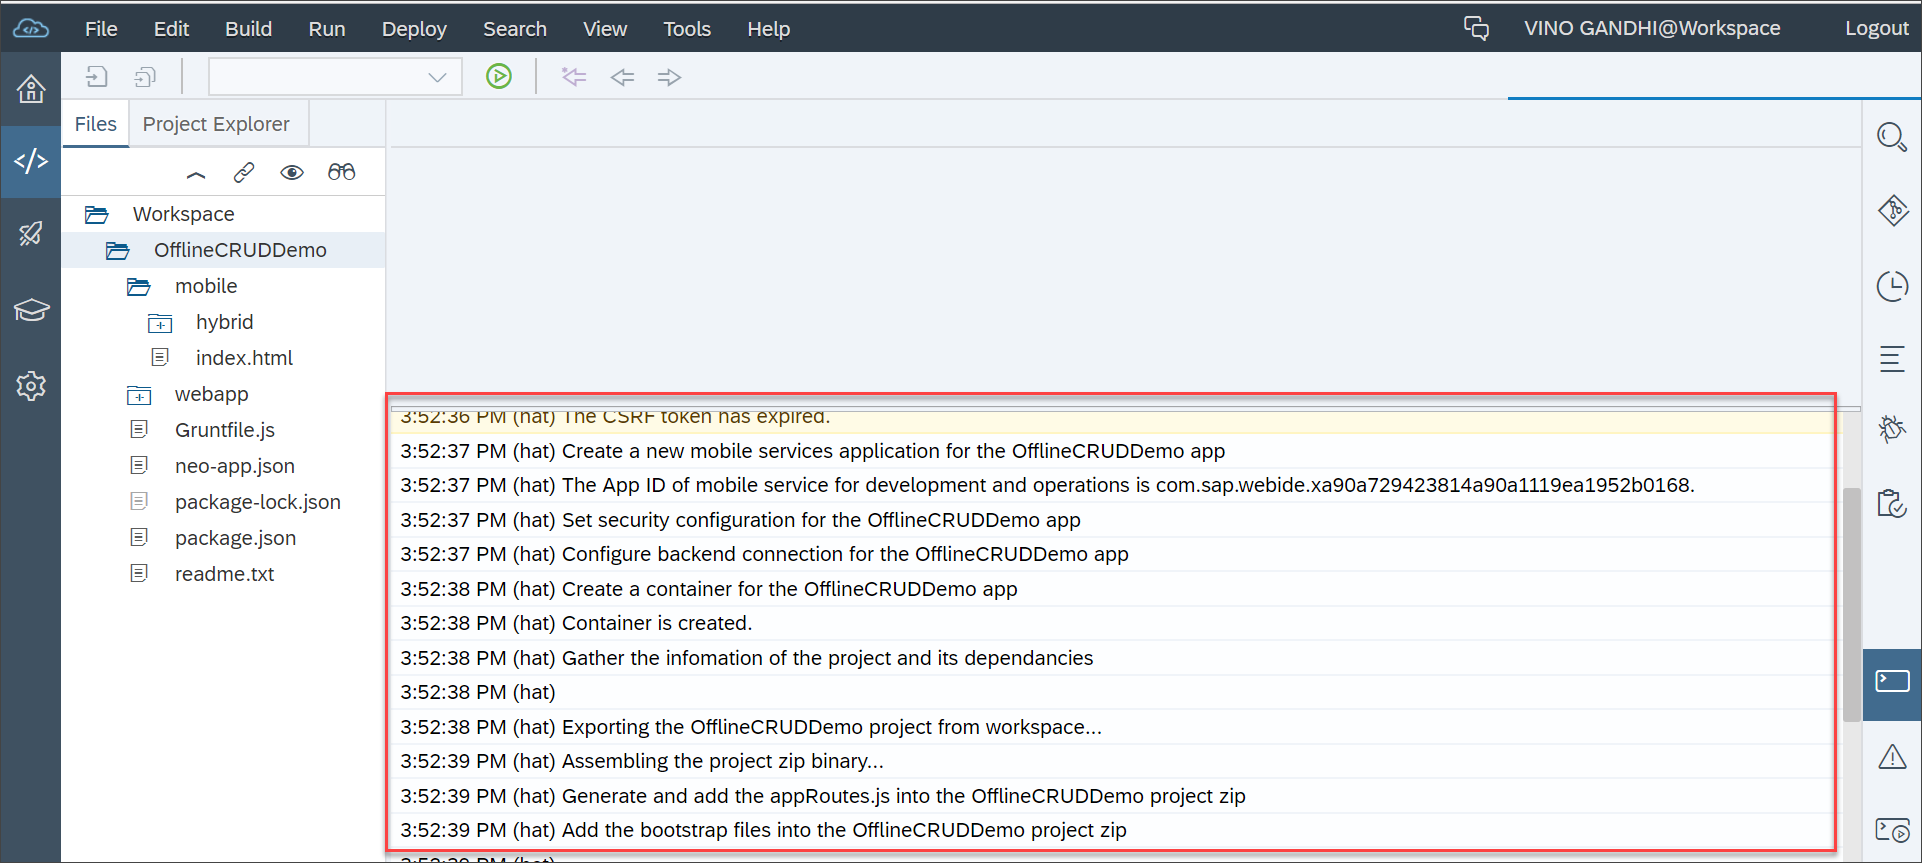 File Edit Build Run Deploy Search View Tools Help VINO GANDHI@Workspace Logout
Files Project Explorer
Workspace
OfflineCRUDDemo
mobile
hybrid
index.html
webapp
Gruntfile.js
neo-app.json
package-lock.json
package.json
readme.txt
3:52:36 PM (hat) The CSRF token has expired.
3:52:37 PM (hat) Create a new mobile services application for the OfflineCRUDDemo app
3:52:37 PM (hat) The App ID of mobile service for development and operations is com.sap.webide.xa90a729423814a90a1119ea1952b0168.
3:52:37 PM (hat) Set security configuration for the OfflineCRUDDemo app
3:52:37 PM (hat) Configure backend connection for the OfflineCRUDDemo app
3:52:38 PM (hat) Create a container for the OfflineCRUDDemo app
3:52:38 PM (hat) Container is created.
3:52:38 PM (hat) Gather the infomation of the project and its dependancies
3:52:38 PM (hat)
3:52:38 PM (hat) Exporting the OfflineCRUDDemo project from workspace...
3:52:39 PM (hat) Assembling the project zip binary...
3:52:39 PM (hat) Generate and add the appRoutes.js into the OfflineCRUDDemo project zip
3:52:39 PM (hat) Add the bootstrap files into the OfflineCRUDDemo project zip
3:52:39 PM (hat)